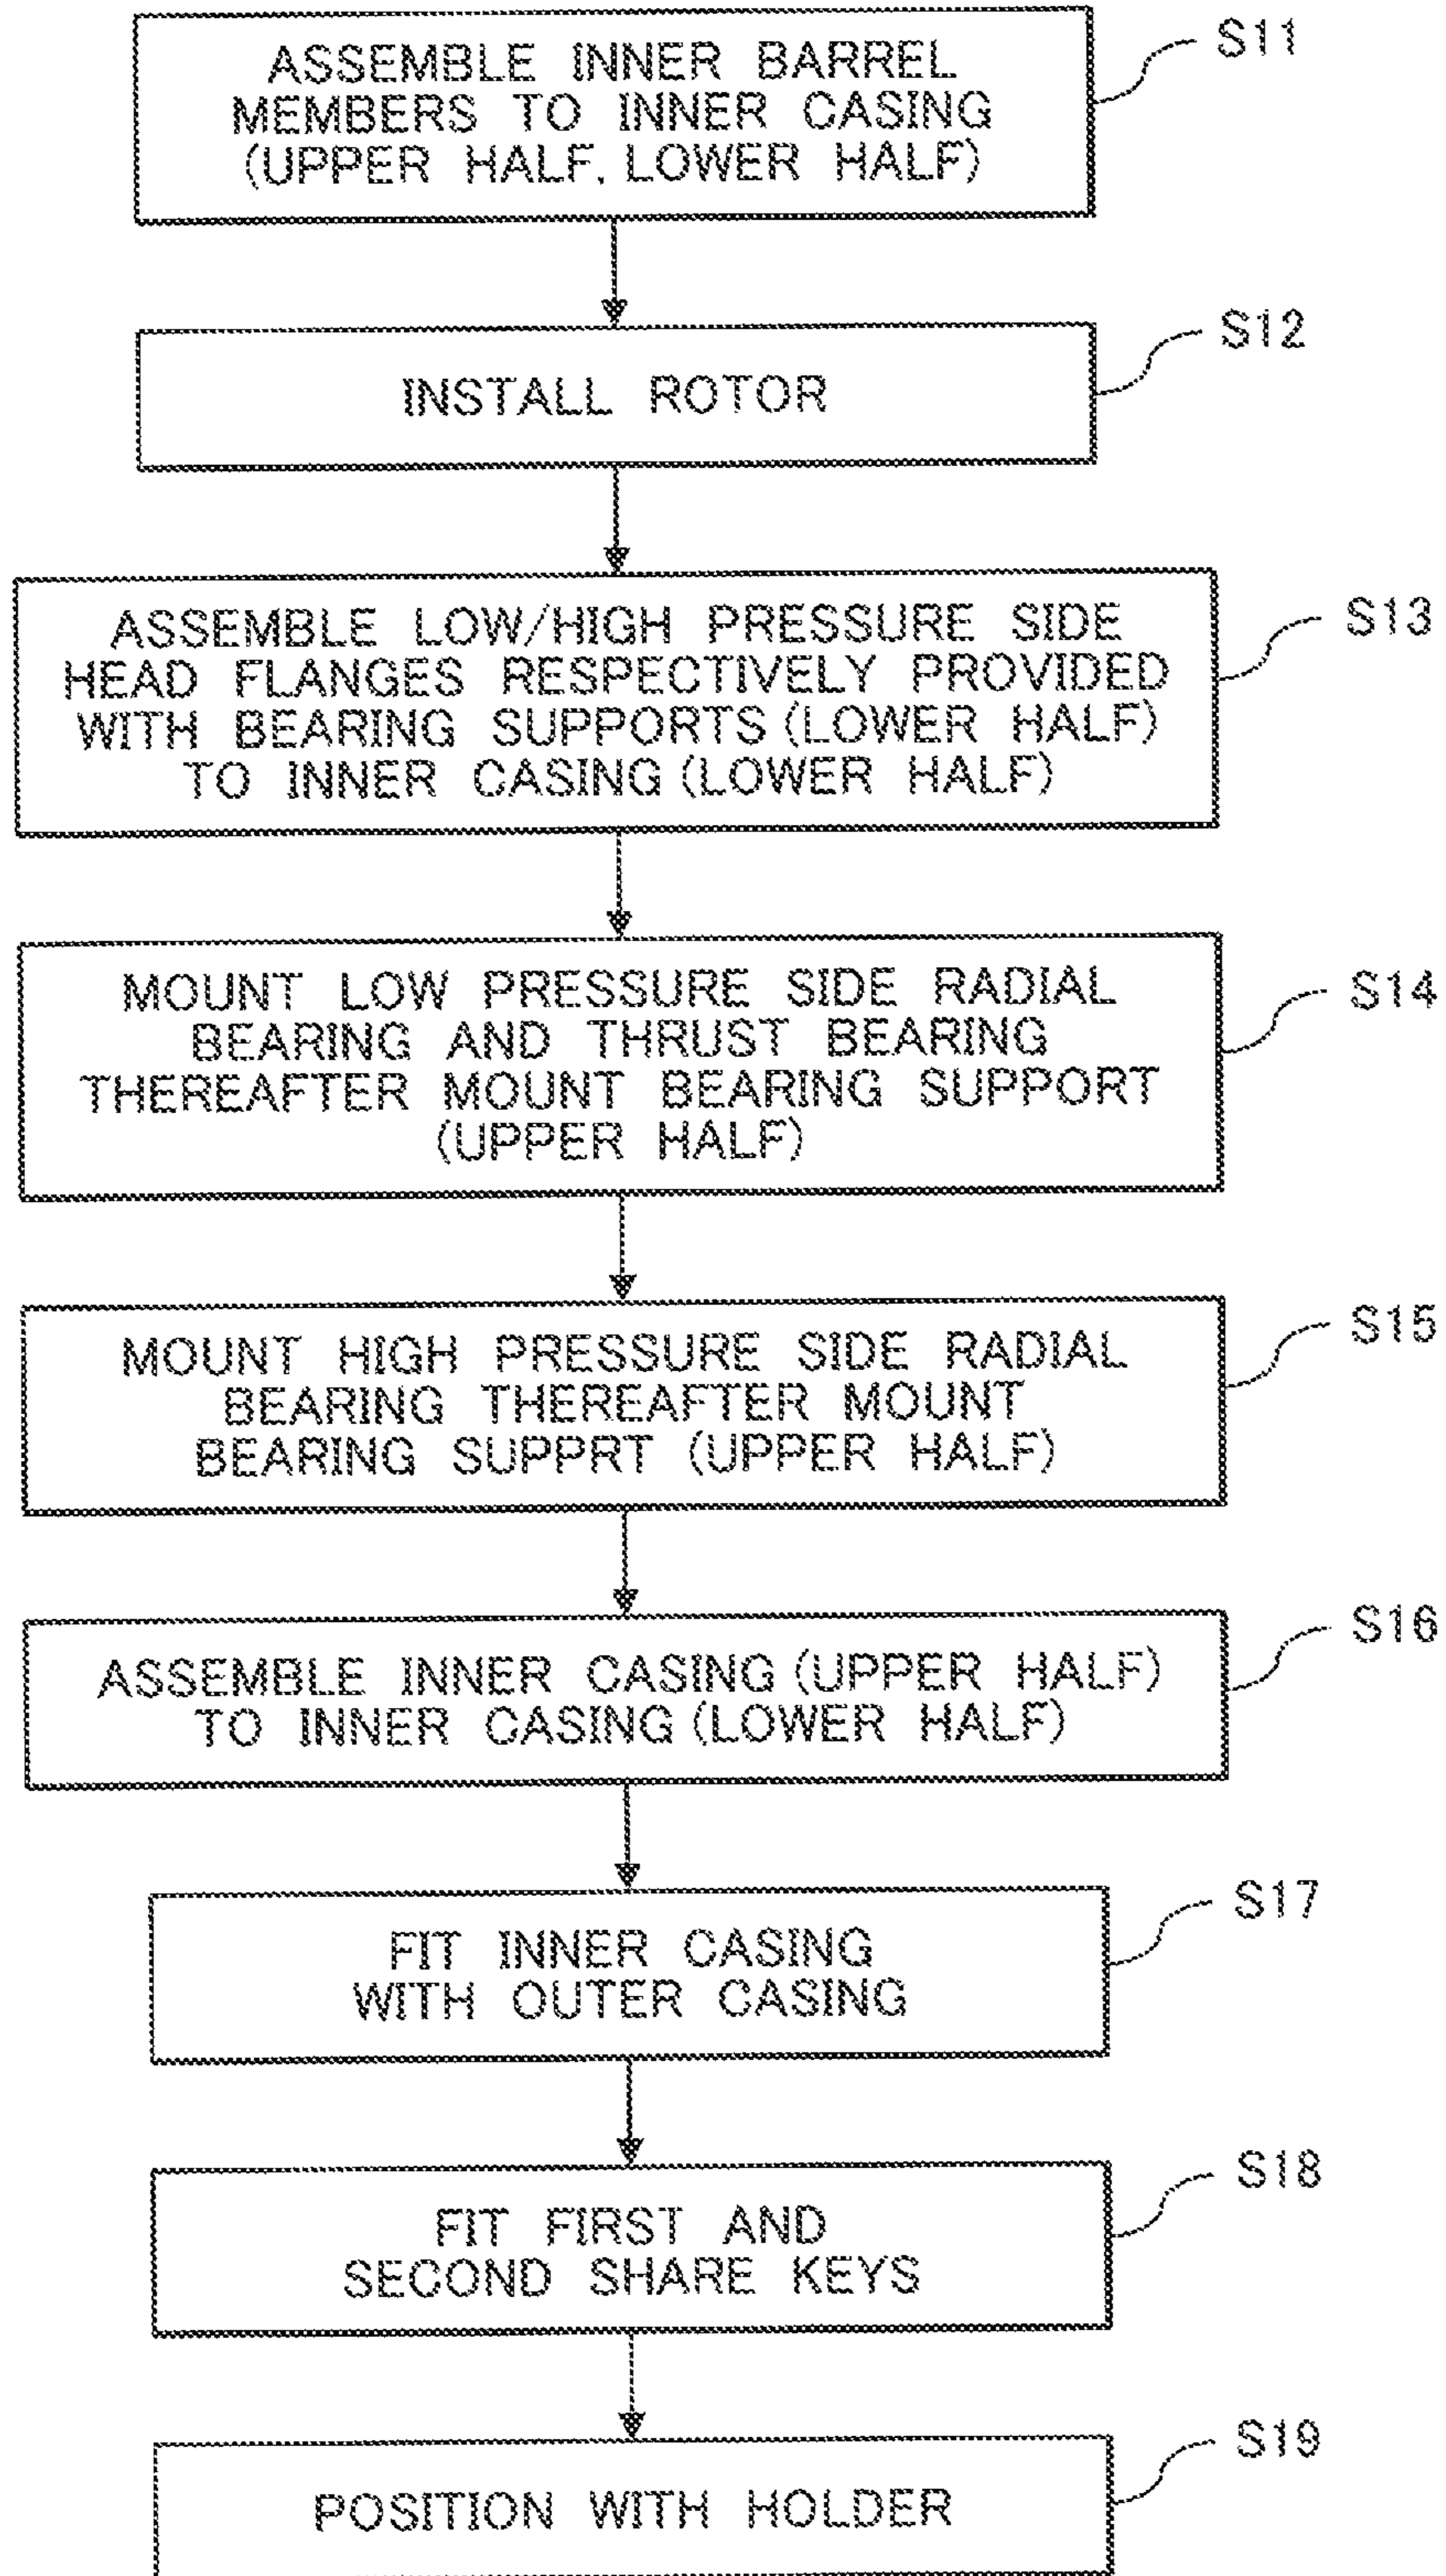 ASSEMBLE INNER BARREL
MEMBERS TO INNER CASING
(UPPER HALF, LOWER HALF)
S11
INSTALL ROTOR
S12
ASSEMBLE LOW/HIGH PRESSURE SIDE
HEAD FLANGES RESPECTIVELY PROVIDED
WITH BEARING SUPPORTS (LOWER HALF)
TO INNER CASING (LOWER HALF)
S13
MOUNT LOW PRESSURE SIDE RADIAL
BEARING AND THRUST BEARING
THEREAFTER MOUNT BEARING SUPPORT
(UPPER HALF)
S14
MOUNT HIGH PRESSURE SIDE RADIAL
BEARING THEREAFTER MOUNT
BEARING SUPPRT (UPPER HALF)
S15
ASSEMBLE INNER CASING (UPPER HALF)
TO INNER CASING (LOWER HALF)
S16
FIT INNER CASING
WITH OUTER CASING
S17
FIT FIRST AND
SECOND SHARE KEYS
S18
POSITION WITH HOLDER
S19